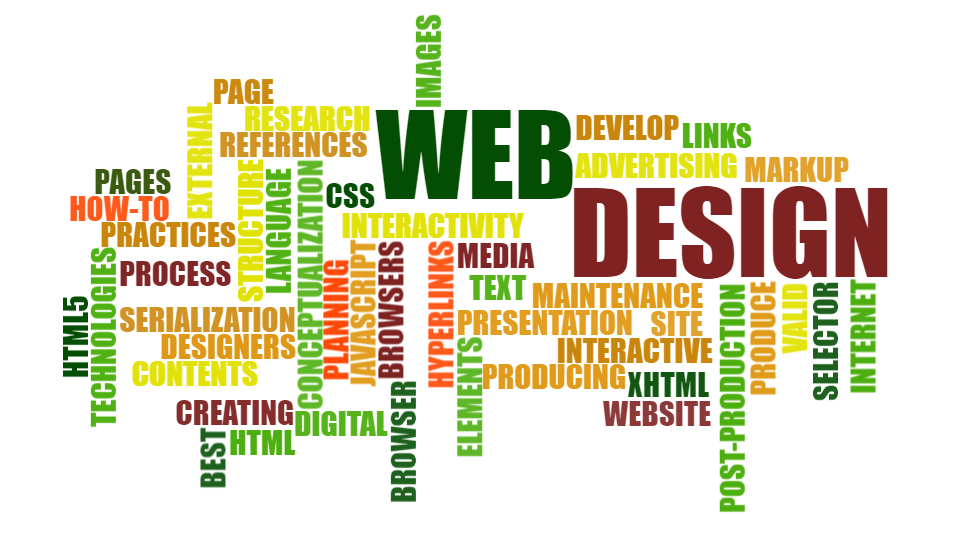 IMAGES
PAGE
EXTERNAL
RESEARCH
WEB
DEVELOP
LINKS
REFERENCES
ADVERTISING
MARKUP
STRUCTURE
LANGUAGE
CONCEPTUALIZATION
PAGES
CSS
DESIGN
HOW-TO
INTERACTIVITY
PRACTICES
JAVASCRIPT
BROWSERS
HYPERLINKS
MEDIA
TECHNOLOGIES
PROCESS
PLANNING
TEXT
MAINTENANCE
POST-PRODUCTION
PRODUCE
VALID
SELECTOR
INTERNET
HTML5
SERIALIZATION
PRESENTATION
SITE
DESIGNERS
ELEMENTS
INTERACTIVE
CONTENTS
PRODUCING
XHTML
BROWSER
CREATING
WEBSITE
DIGITAL
BEST
HTML